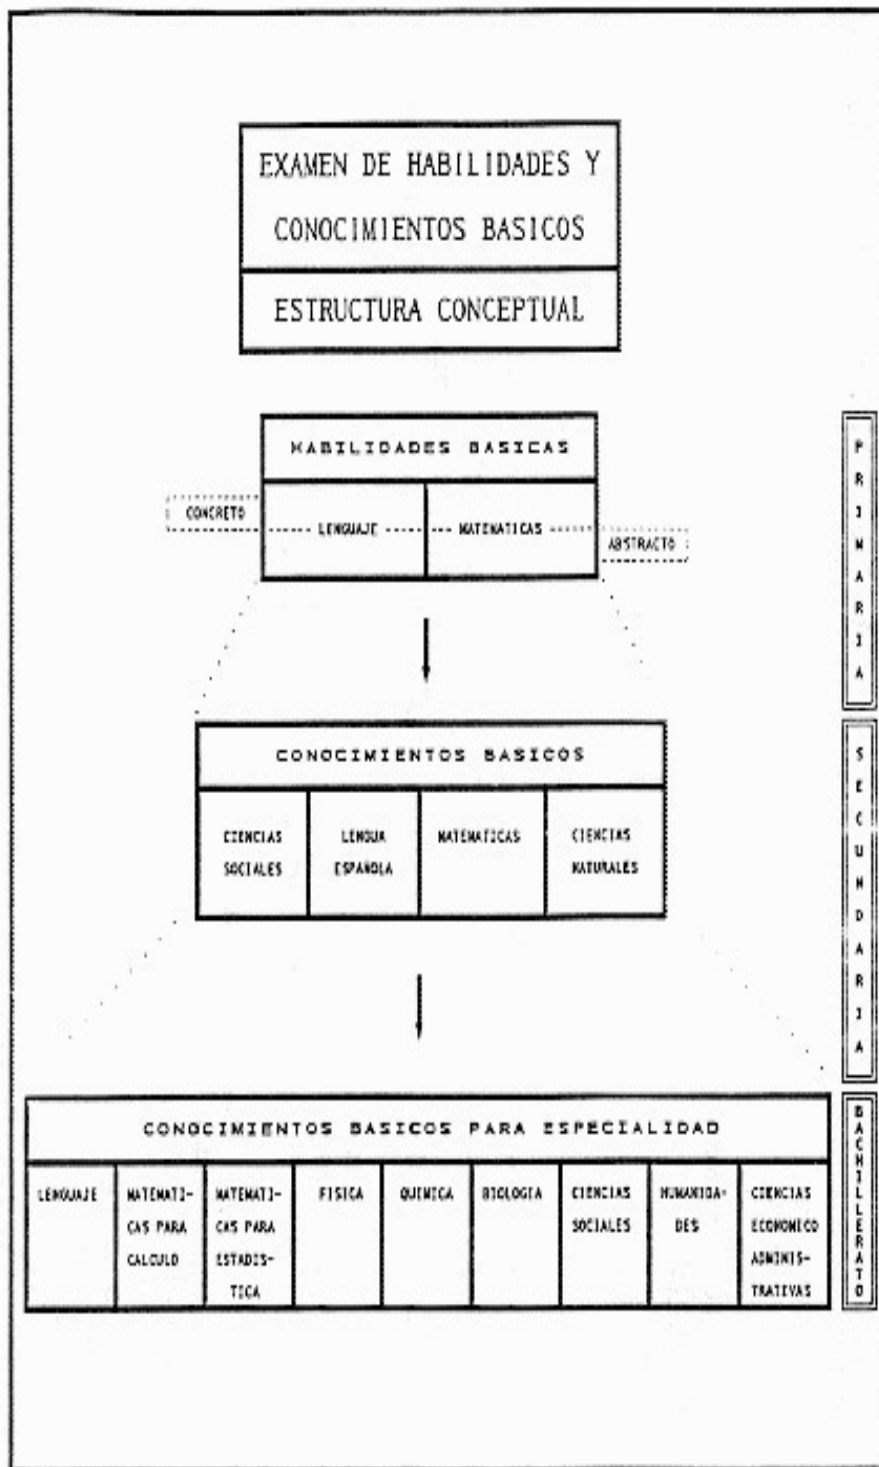 EXAMEN DE HABILIDADES Y
CONOCIMIENTOS BASICOS
ESTRUCTURA CONCEPTUAL
HABILIDADES BASICAS
CONCRETO
LENGUAJE
MATEMATICAS
ABSTRACTO
PRIMARIA
CONOCIMIENTOS BASICOS
CIENCIAS
SOCIALES
LENGUA
ESPAÑOLA
MATEMATICAS
CIENCIAS
NATURALES
SECUNDARIA
CONOCIMIENTOS BASICOS PARA ESPECIALIDAD
LENGUAJE
MATEMATI-
CAS PARA
CALCULO
MATEMATI-
CAS PARA
ESTADIS-
TICA
FISICA
QUIMICA
BIOLOGIA
CIENCIAS
SOCIALES
HUMANIDA-
DES
CIENCIAS
ECONOMICO
ADMINIS-
TRATIVAS
BACHILLERATO